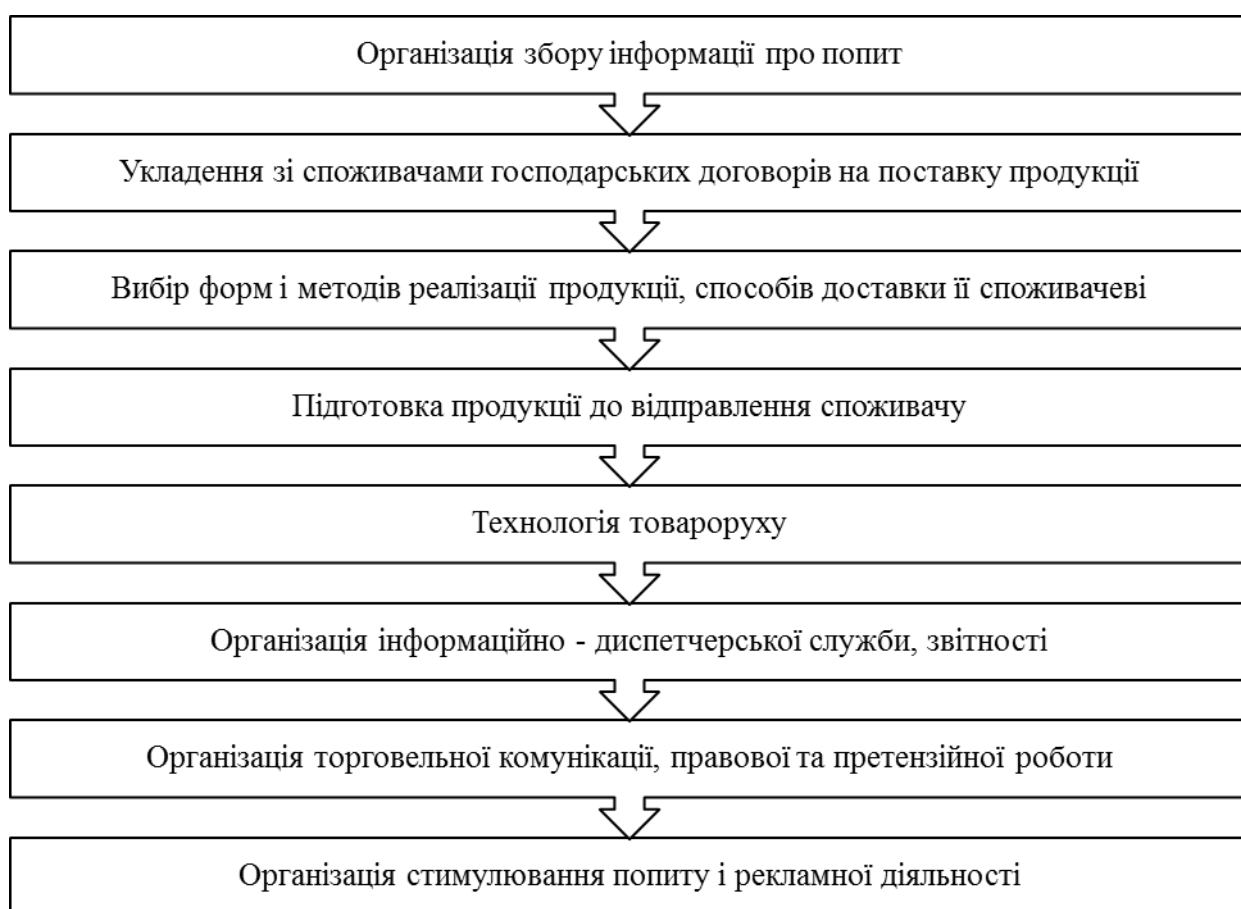 Організація збору інформації про попит
Укладення зі споживачами господарських договорів на поставку продукції
Вибір форм і методів реалізації продукції, способів доставки її споживачеві
Підготовка продукції до відправлення споживачу
Технологія товароруху
Організація інформаційно - диспетчерської служби, звітності
Організація торговельної комунікації, правової та претензійної роботи
Організація стимулювання попиту і рекламної діяльності